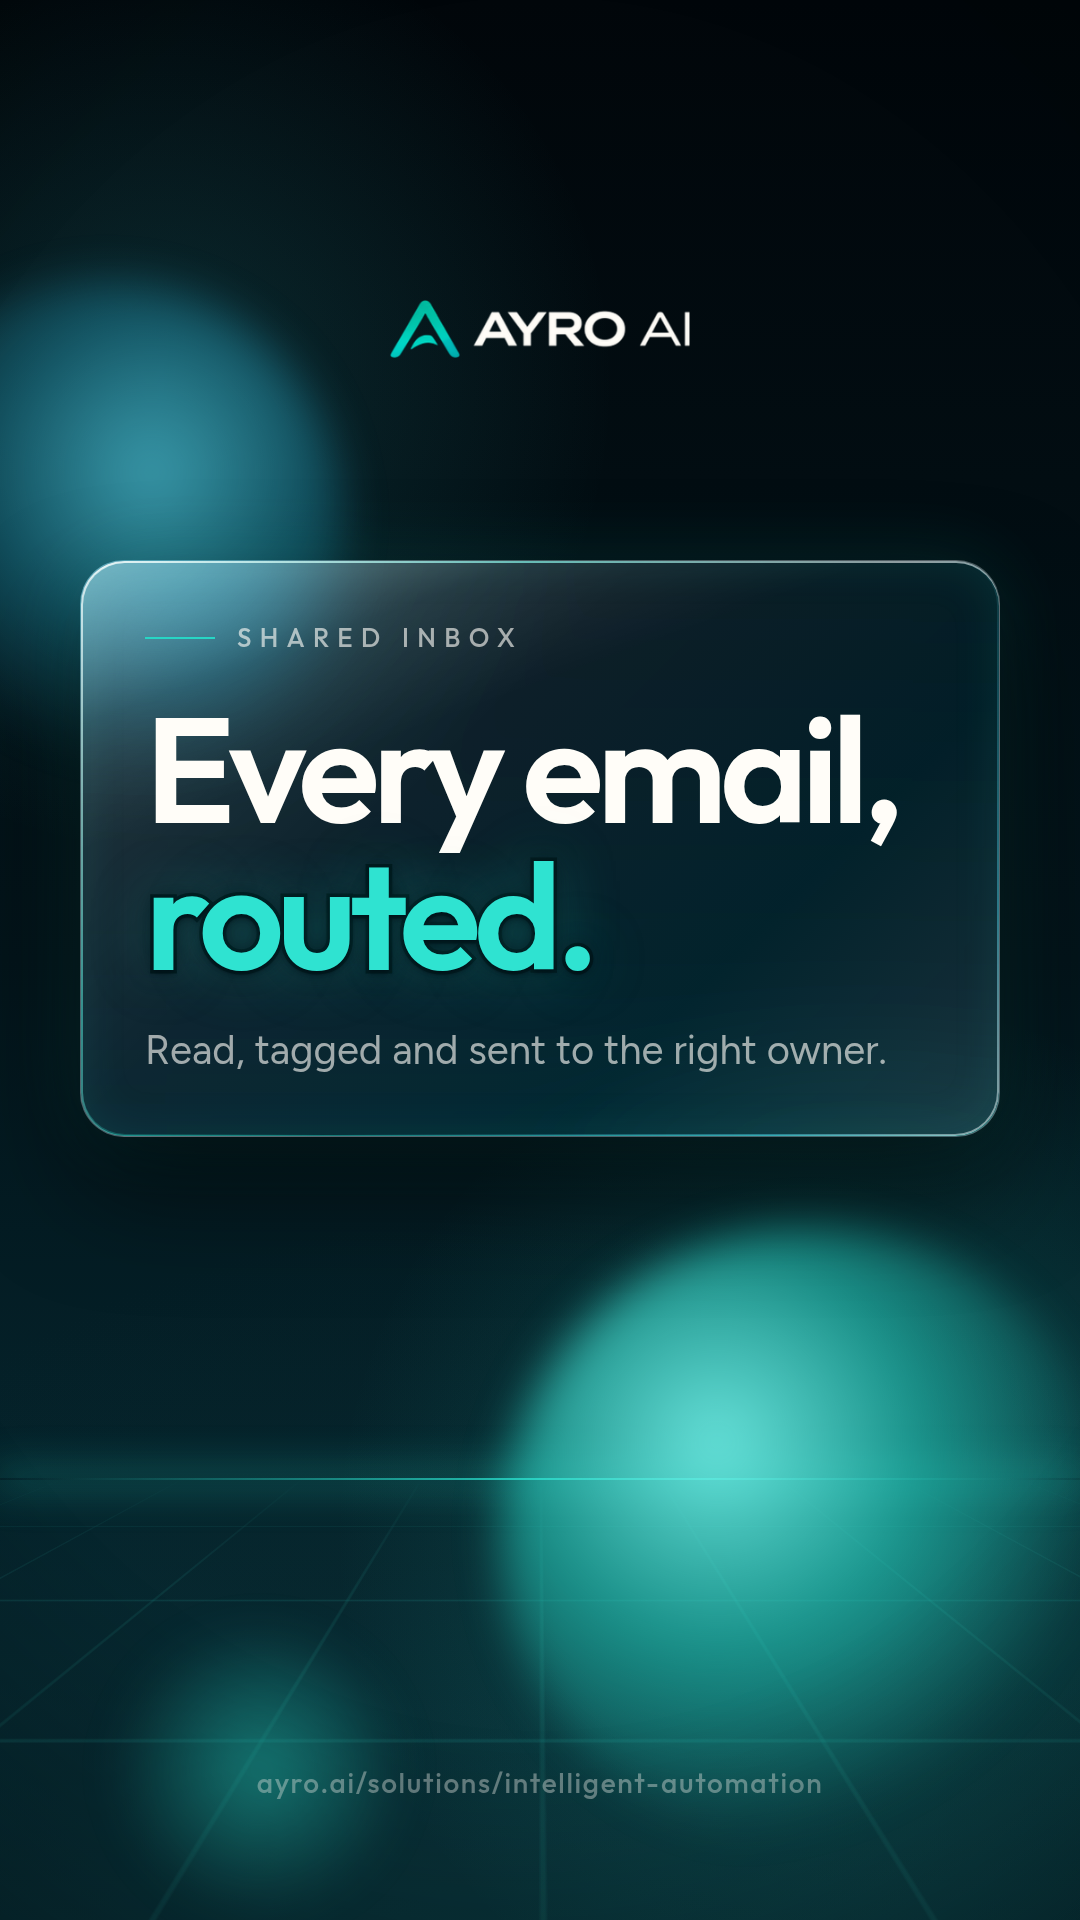 AYRO AI
SHARED INBOX
Every email,
routed.
Read, tagged and sent to the right owner.
ayro.ai/solutions/intelligent-automation